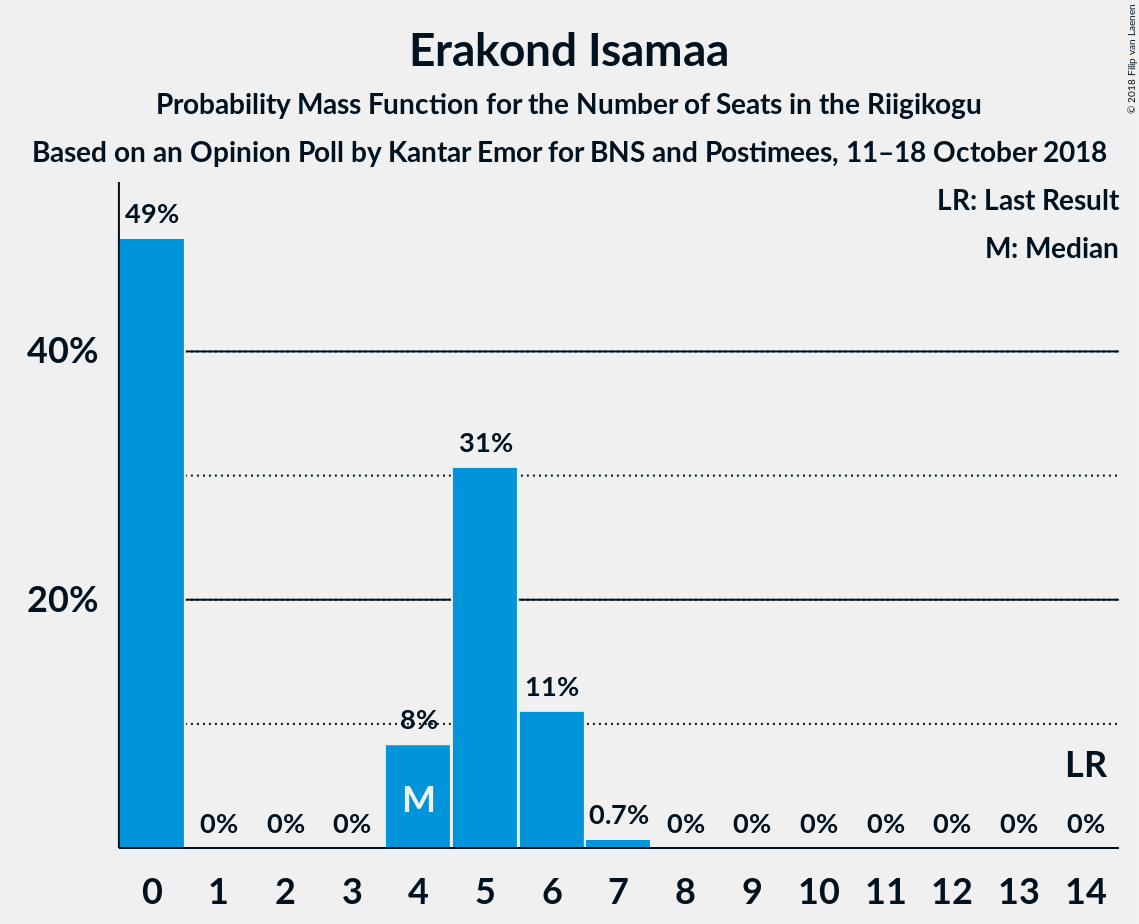 Erakond Isamaa
Probability Mass Function for the Number of Seats in the Riigikogu
Based on an Opinion Poll by Kantar Emor for BNS and Postimees, 11–18 October 2018
© 2018 Filip van Laenen
LR: Last Result
M: Median
49%
40%
31%
20%
11%
8%
LR
M
0.7%
0% 0% 0% 0% 0% 0% 0% 0% 0% 0%
0 1 2 3 4 5 6 7 8 9 10 11 12 13 14